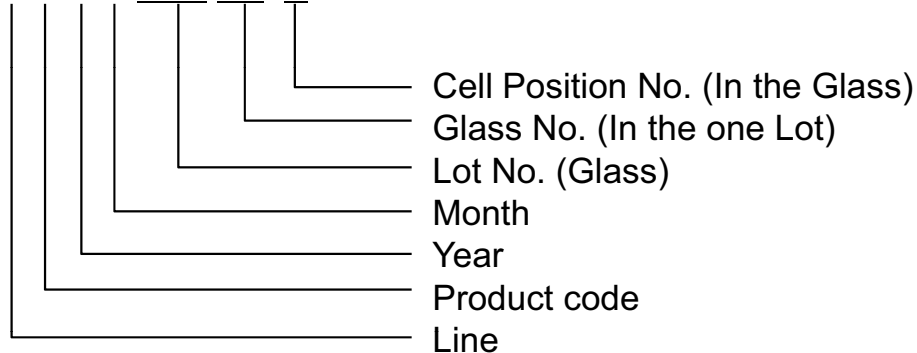 Cell Position No. (In the Glass)
Glass No. (In the one Lot)
Lot No. (Glass)
Month
Year
Product code
Line